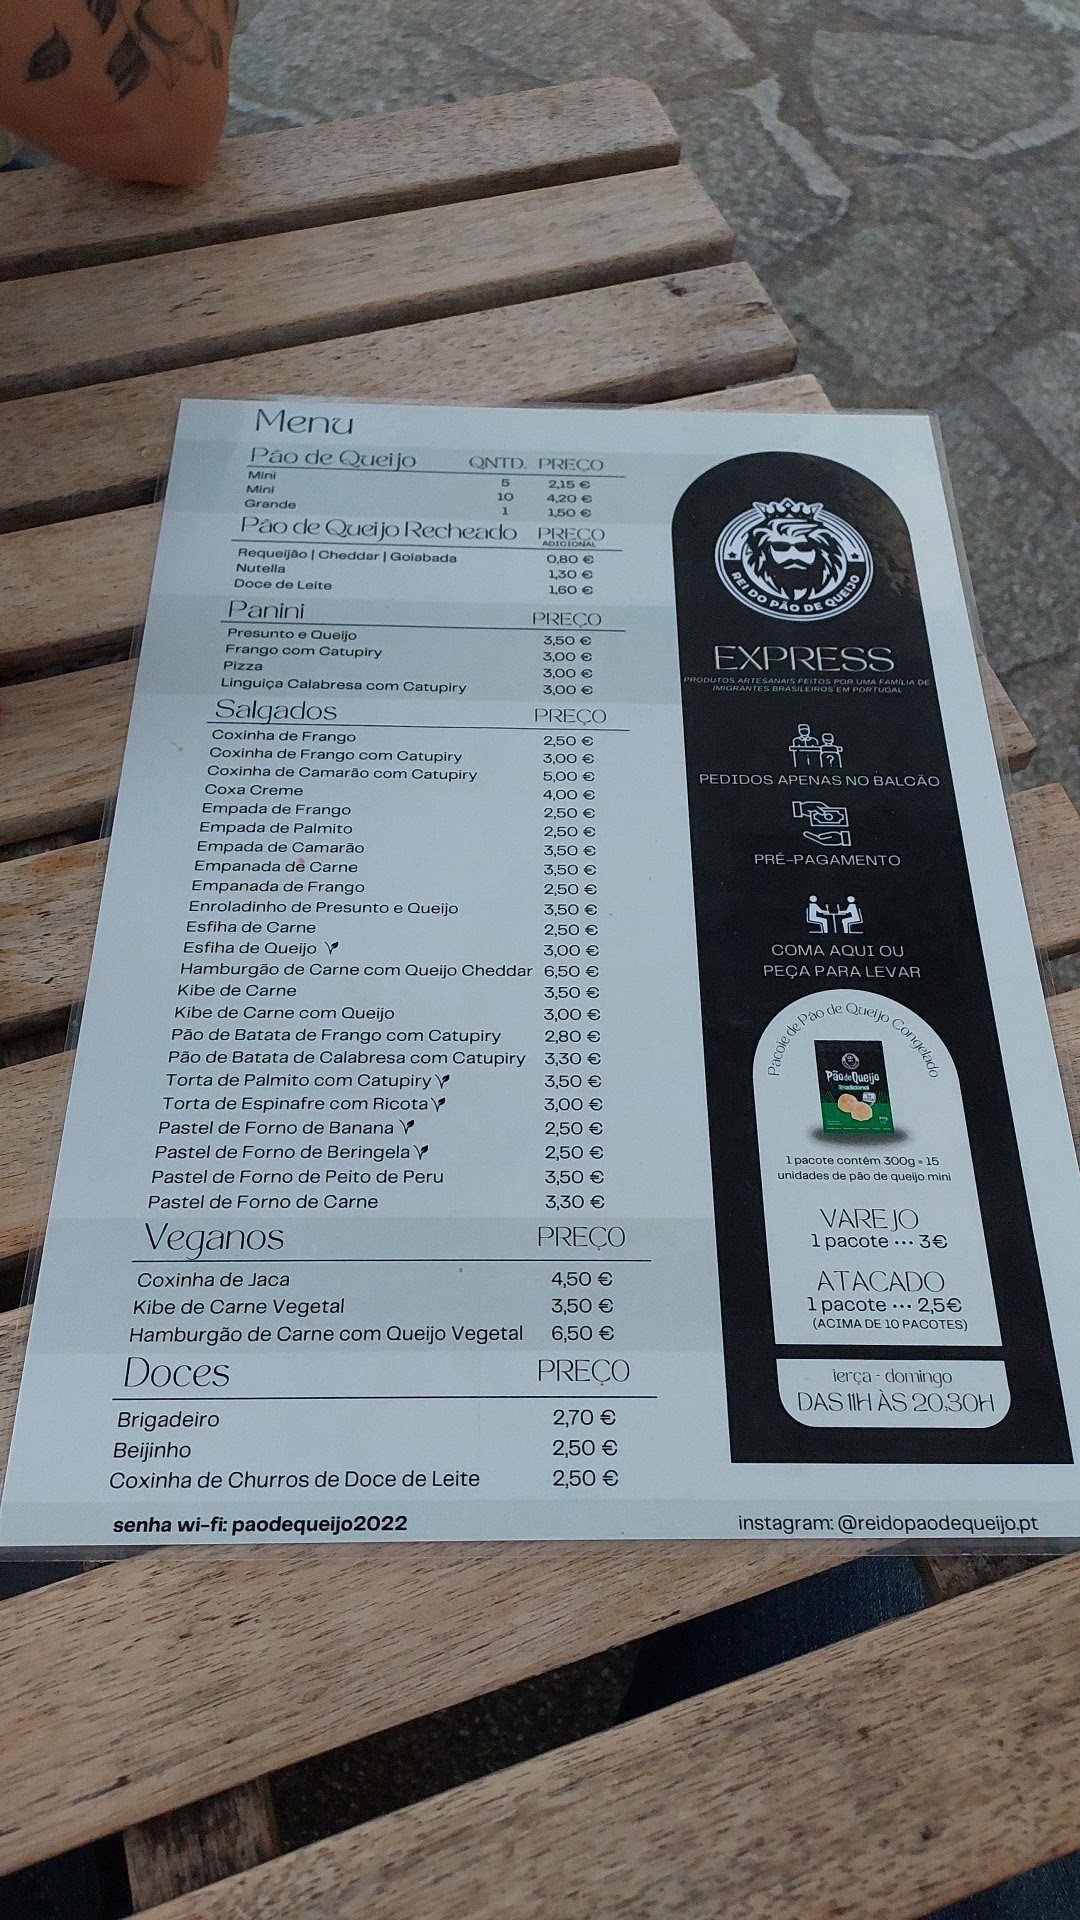 Menu
Pão de Queijo QNTD. PREÇO
Mini 5 2,15 €
Mini 10 4,20 €
Grande 1 1,50 €
Pão de Queijo Recheado PREÇO
ADICIONAL
Requeijão | Cheddar | Goiabada 0,80 €
Nutella 1,30 €
Doce de Leite 1,60 €
Panini PREÇO
Presunto e Queijo 3,50 €
Frango com Catupiry 3,00 €
Pizza 3,00 €
Linguiça Calabresa com Catupiry 3,00 €
Salgados PREÇO
Coxinha de Frango 2,50 €
Coxinha de Frango com Catupiry 3,00 €
Coxinha de Camarão com Catupiry 5,00 €
Coxa Creme 4,00 €
Empada de Frango 2,50 €
Empada de Palmito 2,50 €
Empada de Camarão 3,50 €
Empanada de Carne 3,50 €
Empanada de Frango 2,50 €
Enroladinho de Presunto e Queijo 3,50 €
Esfiha de Carne 2,50 €
Esfiha de Queijo 3,00 €
Hamburgão de Carne com Queijo Cheddar 6,50 €
Kibe de Carne 3,50 €
Kibe de Carne com Queijo 3,00 €
Pão de Batata de Frango com Catupiry 2,80 €
Pão de Batata de Calabresa com Catupiry 3,30 €
Torta de Palmito com Catupiry 3,50 €
Torta de Espinafre com Ricota 3,00 €
Pastel de Forno de Banana 2,50 €
Pastel de Forno de Beringela 2,50 €
Pastel de Forno de Peito de Peru 3,50 €
Pastel de Forno de Carne 3,30 €
Veganos PREÇO
Coxinha de Jaca 4,50 €
Kibe de Carne Vegetal 3,50 €
Hamburgão de Carne com Queijo Vegetal 6,50 €
Doces PREÇO
Brigadeiro 2,70 €
Beijinho 2,50 €
Coxinha de Churros de Doce de Leite 2,50 €
senha wi-fi: paodequeijo2022
REI DO PÃO DE QUEIJO
EXPRESS
PRODUTOS ARTESANAIS FEITOS POR UMA FAMÍLIA DE
IMIGRANTES BRASILEIROS EM PORTUGAL
PEDIDOS APENAS NO BALCÃO
PRÉ-PAGAMENTO
COMA AQUI OU
PEÇA PARA LEVAR
Pacote de Pão de Queijo Congelado
Pão de Queijo
tradicional
1 pacote contém 300g = 15
unidades de pão de queijo mini
VAREJO
1 pacote ••• 3€
ATACADO
1 pacote ••• 2,5€
(ACIMA DE 10 PACOTES)
terça - domingo
DAS 11H ÀS 20:30H
instagram: @reidopaodequeijo.pt